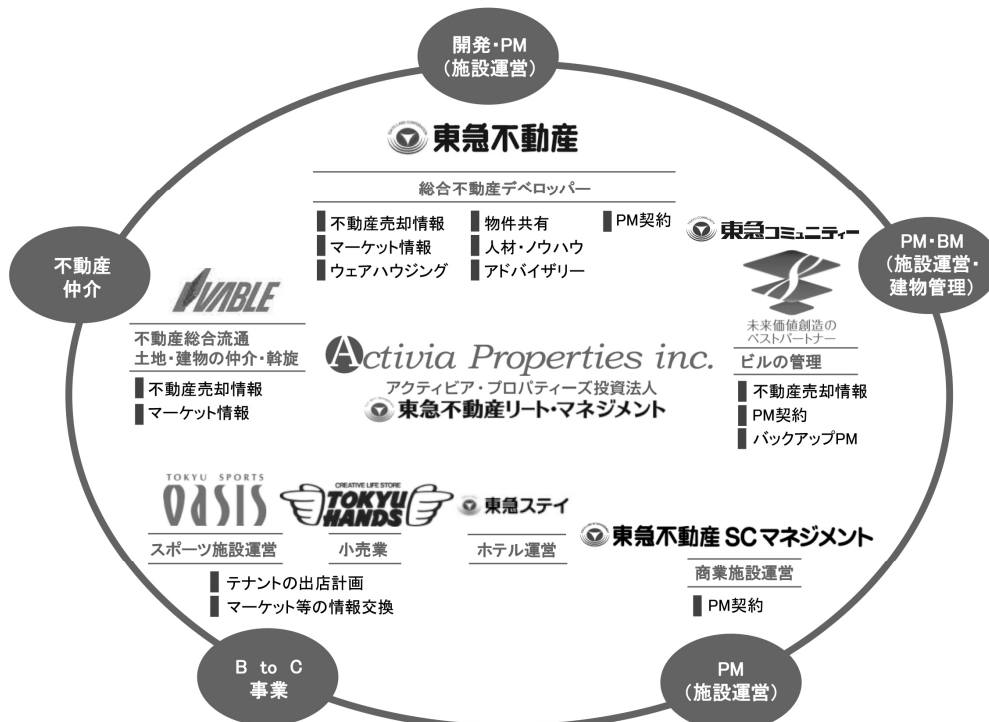 開発・PM
（施設運営）
東急不動産
総合不動産デベロッパー
不動産売却情報
マーケット情報
ウェアハウジング
物件共有
人材・ノウハウ
アドバイザリー
PM契約
東急コミュニティー
PM・BM
（施設運営・
建物管理）
不動産
仲介
VABLE
不動産総合流通
土地・建物の仲介・斡旋
不動産売却情報
マーケット情報
Activia Properties inc.
アクティビア・プロパティーズ投資法人
東急不動産リート・マネジメント
未来価値創造の
ベストパートナー
ビルの管理
不動産売却情報
PM契約
バックアップPM
TOKYU SPORTS
OASIS
スポーツ施設運営
CREATIVE LIFE STORE
TOKYU
HANDS
小売業
東急ステイ
ホテル運営
テナントの出店計画
マーケット等の情報交換
東急不動産SCマネジメント
商業施設運営
PM契約
B to C
事業
PM
（施設運営）